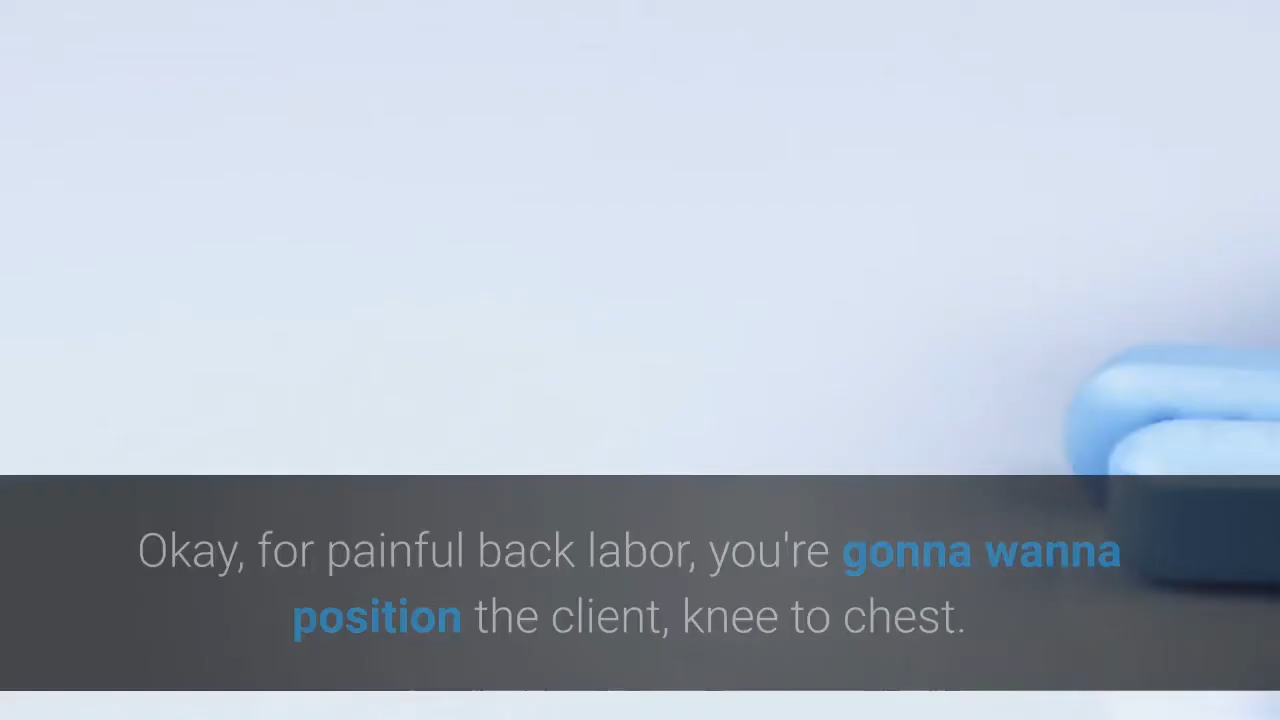 Okay, for painful back labor, you're gonna wanna
position the client, knee to chest.